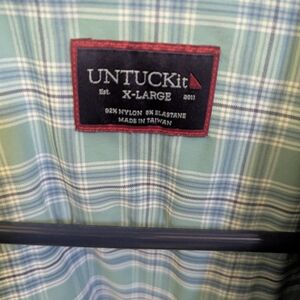 UNTUCKit
Est. X-LARGE 2011
92% NYLON 8% ELASTANE
MADE IN TAIWAN